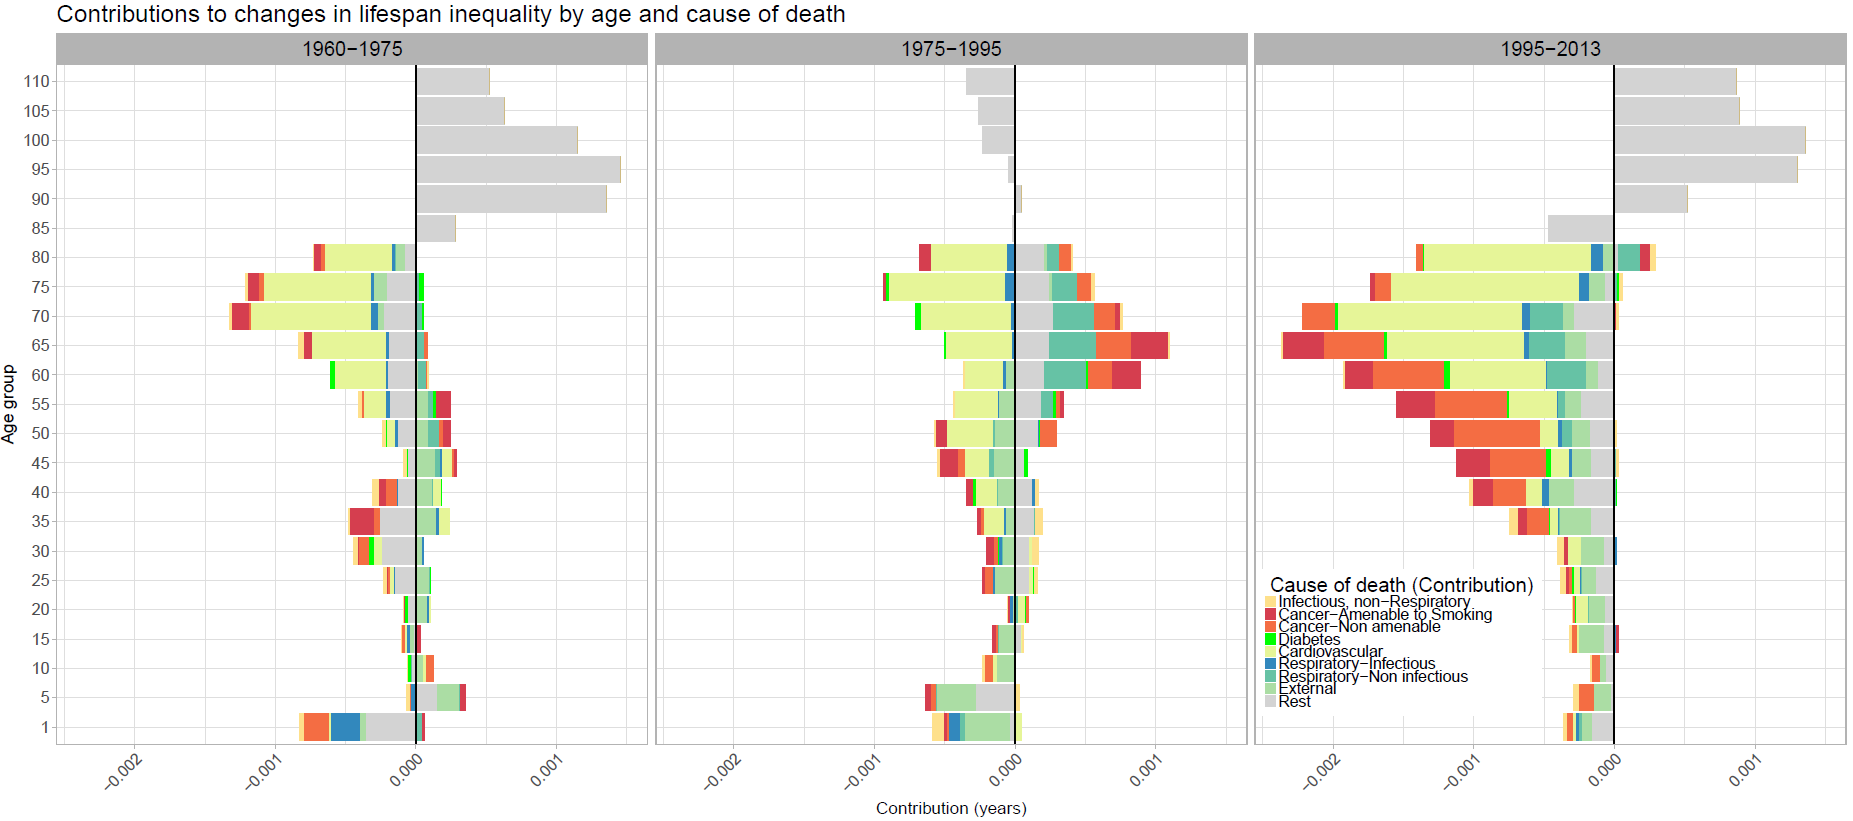 Contributions to changes in lifespan inequality by age and cause of death
1960−1975
1975−1995
1995−2013
Age group
110
105
100
95
90
85
80
75
70
65
60
55
50
45
40
35
30
25
20
15
10
5
1
Cause of death (Contribution)
Infectious, non−Respiratory
Cancer−Amenable to Smoking
Cancer−Non amenable
Diabetes
Cardiovascular
Respiratory−Infectious
Respiratory−Non infectious
External
Rest
−0.002 −0.001 0.000 0.001 −0.002 −0.001 0.000 0.001 −0.002 −0.001 0.000 0.001
Contribution (years)